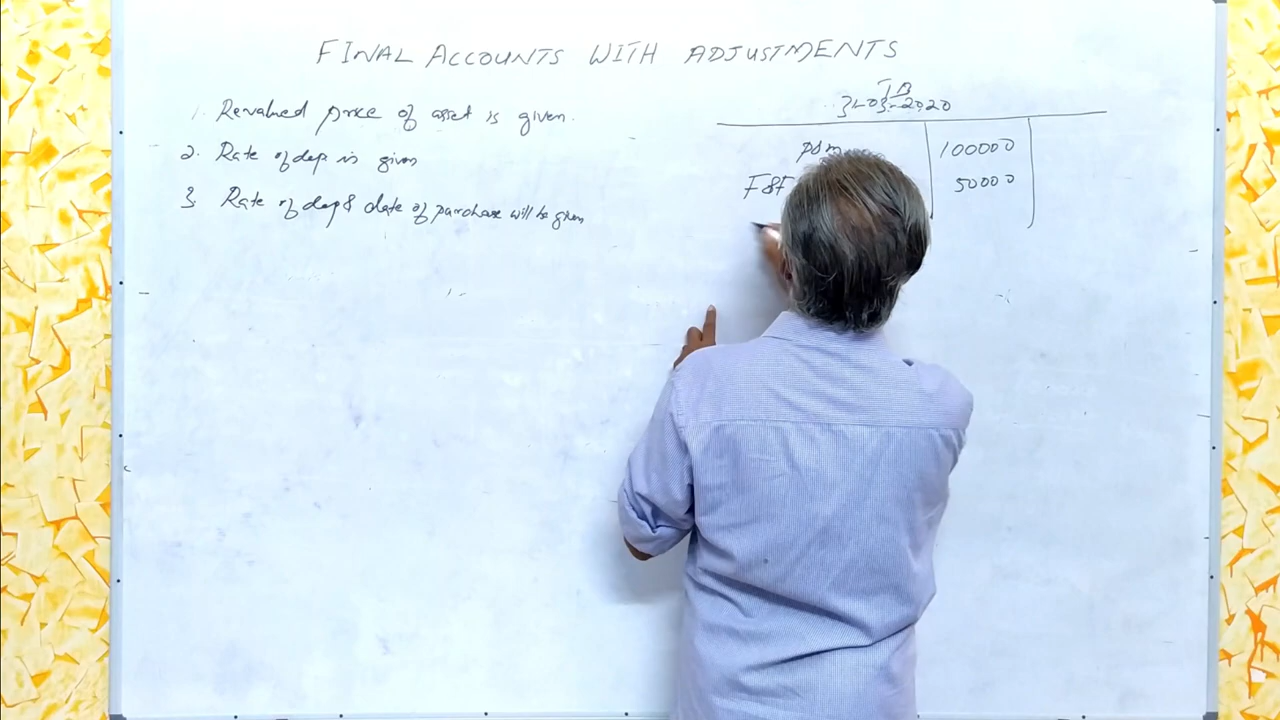 FINAL ACCOUNTS WITH ADJUSTMENTS
1. Revalued price of asset is given.
2. Rate of dep is given
3. Rate of dep & date of purchase will be given
TB
31-03-2020
P&m 100000
F&F 50000